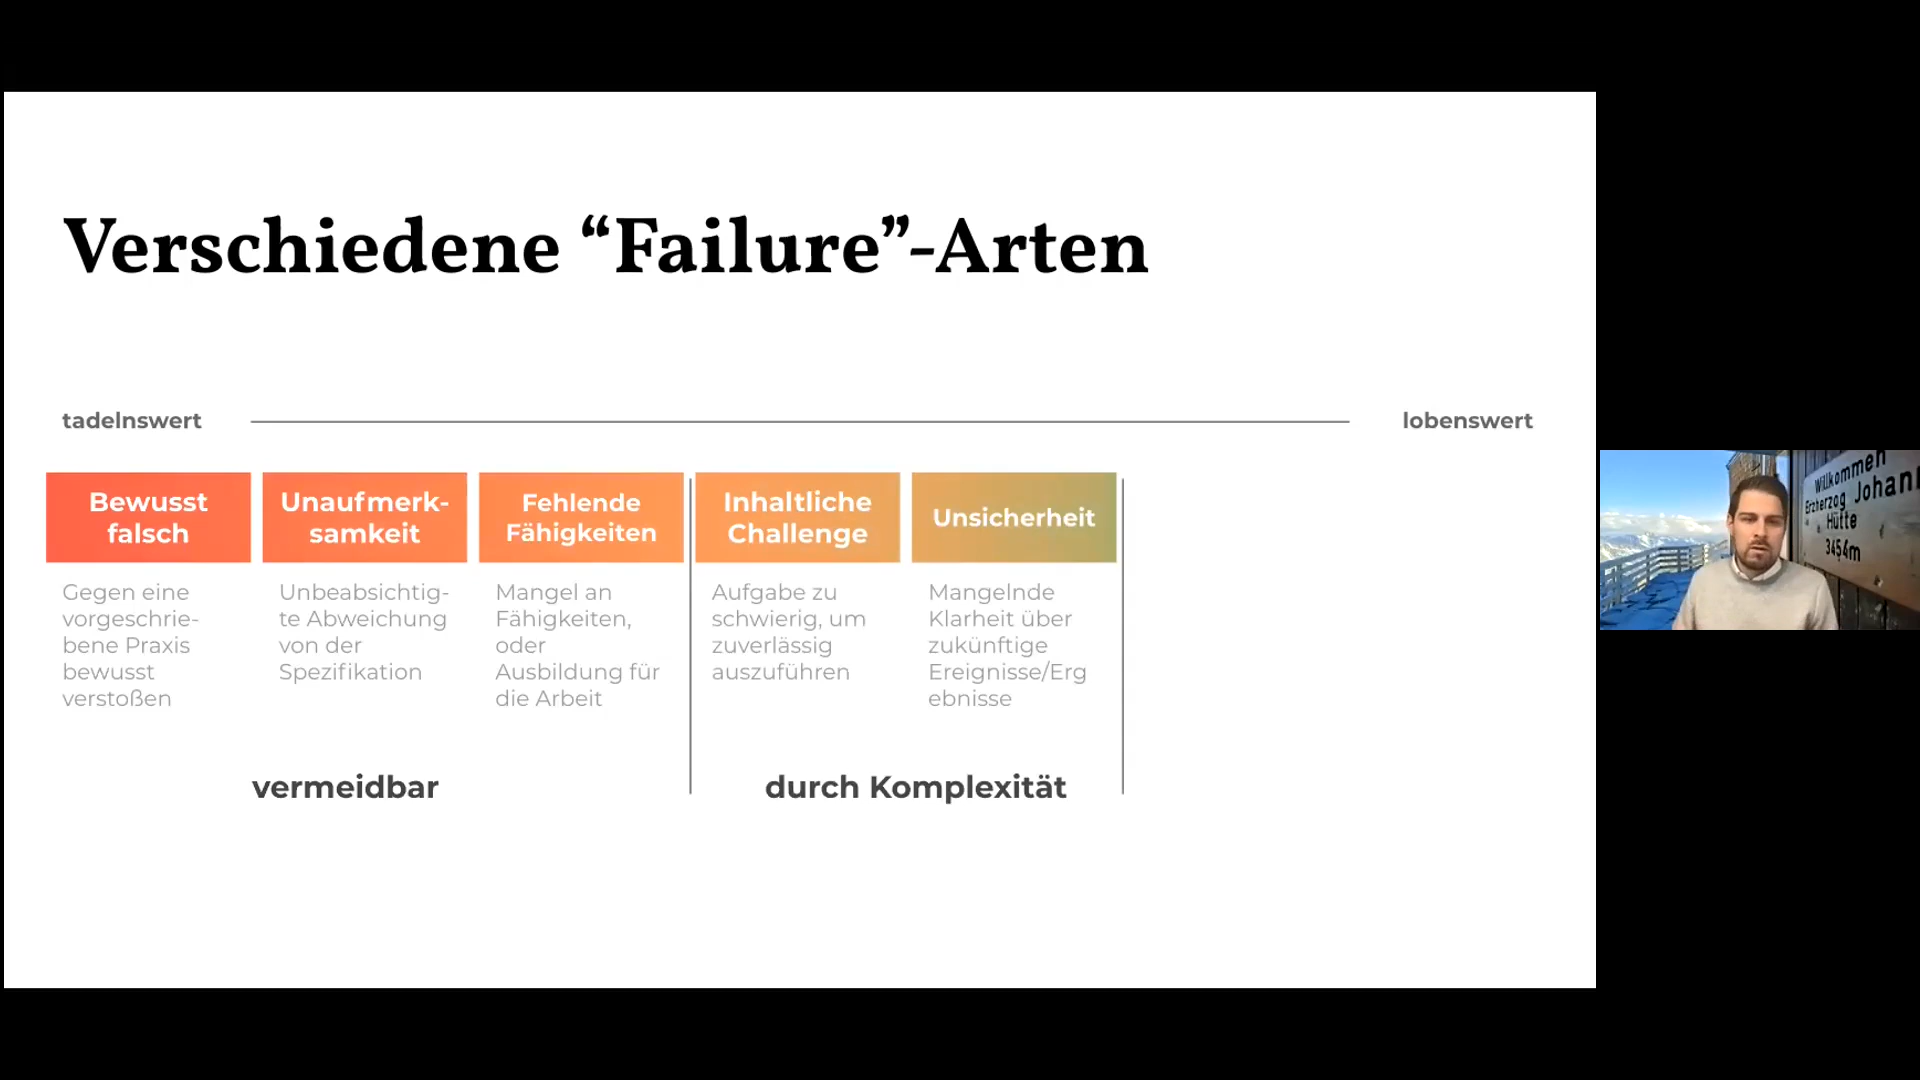 Verschiedene “Failure”-Arten
tadelnswert
lobenswert
Bewusst
falsch
Gegen eine
vorgeschrie-
bene Praxis
bewusst
verstoßen
Unaufmerk-
samkeit
Unbeabsichtig-
te Abweichung
von der
Spezifikation
Fehlende
Fähigkeiten
Mangel an
Fähigkeiten,
oder
Ausbildung für
die Arbeit
Inhaltliche
Challenge
Aufgabe zu
schwierig, um
zuverlässig
auszuführen
Unsicherheit
Mangelnde
Klarheit über
zukünftige
Ereignisse/Erg
ebnisse
vermeidbar
durch Komplexität
Willkommen
Erzherzog Johann
Hütte
3454m